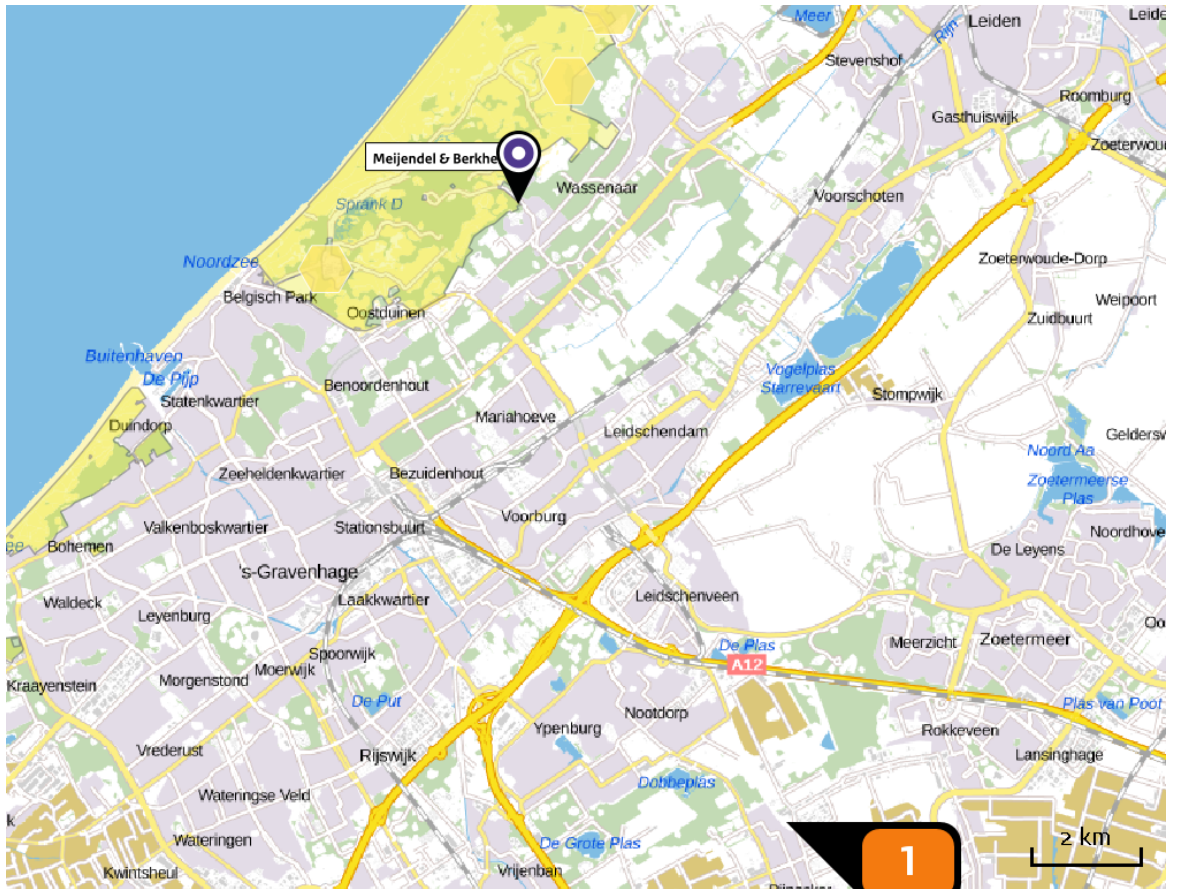 Meer
Leiden
Rijn
Stevenshof
Roomburg
Gasthuiswijk
Meijendel & Berkhe
Wassenaar
Voorschoten
Sprank D
Noordzee
Zoeterwoude-Dorp
Belgisch Park
Oostduinen
Weipoort
Zuidbuurt
Buitenhaven
De Pijp
Benoordenhout
Vogelplas
Starrevaart
Statenkwartier
Stompwijk
Mariahoeve
Duindorp
Leidschendam
Noord Aa
Zeeheldenkwartier
Bezuidenhout
Zoetermeerse
Plas
Valkenboskwartier
Stationsbuurt
Voorburg
Noordhove
Bohemen
De Leyens
's-Gravenhage
Waldeck
Laakkwartier
Leidschenveen
Leyenburg
Meerzicht
Zoetermeer
De Plas
A12
Spoorwijk
Moerwijk
Kraayenstein
Morgenstond
De Put
Plas van Poot
Nootdorp
Ypenburg
Rokkeveen
Vrederust
Rijswijk
Lansinghage
Dobbeplas
Wateringse Veld
Wateringen
De Grote Plas
2 km
1
Kwintsheul
Vrijenban